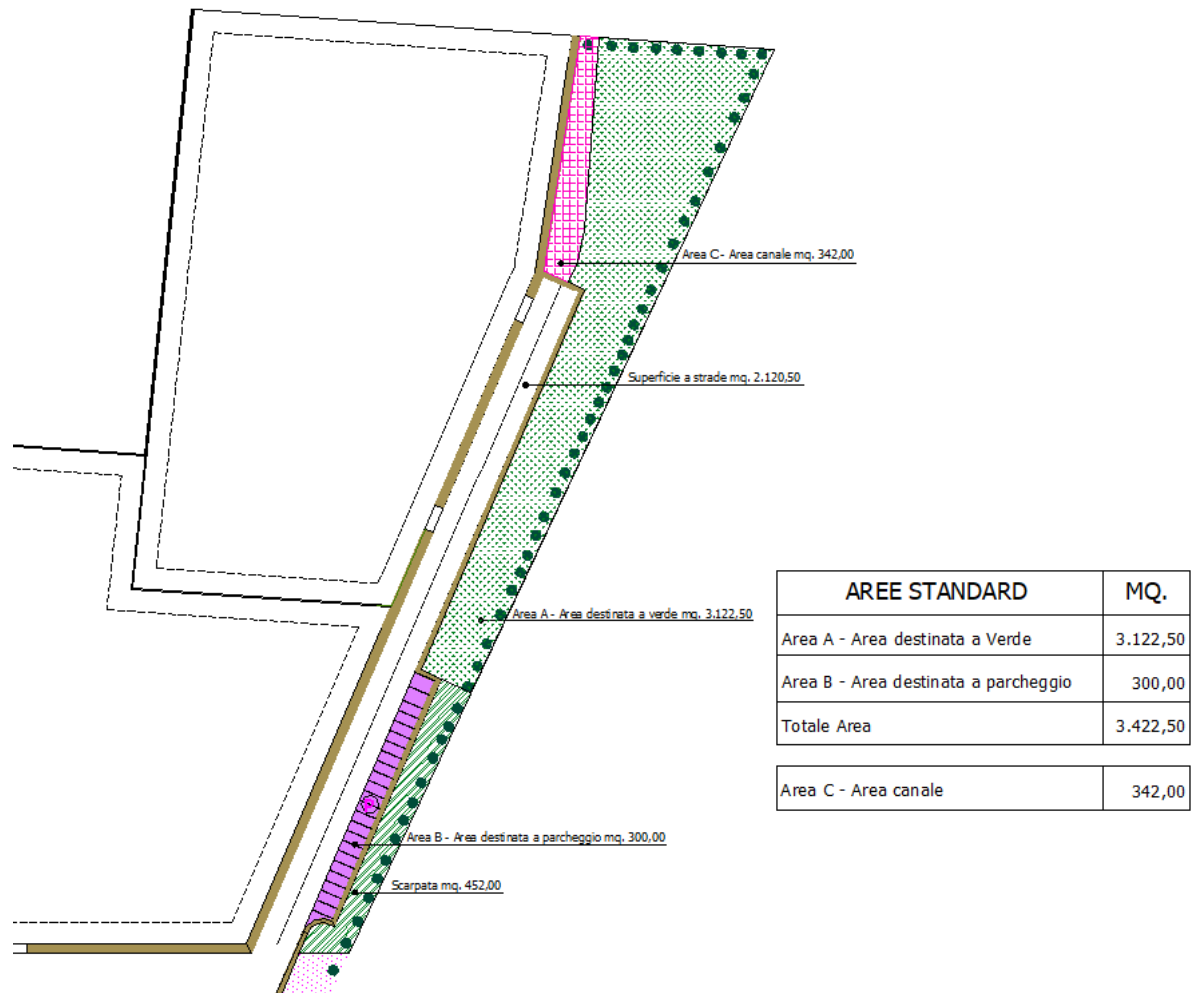 Area C - Area canale mq. 342,00
Superficie a strade mq. 2.120,50
Area A - Area destinata a verde mq. 3.122,50
Area B - Area destinata a parcheggio mq. 300,00
Scarpata mq. 452,00
P
AREE STANDARD MQ.
Area A - Area destinata a Verde 3.122,50
Area B - Area destinata a parcheggio 300,00
Totale Area 3.422,50
Area C - Area canale 342,00